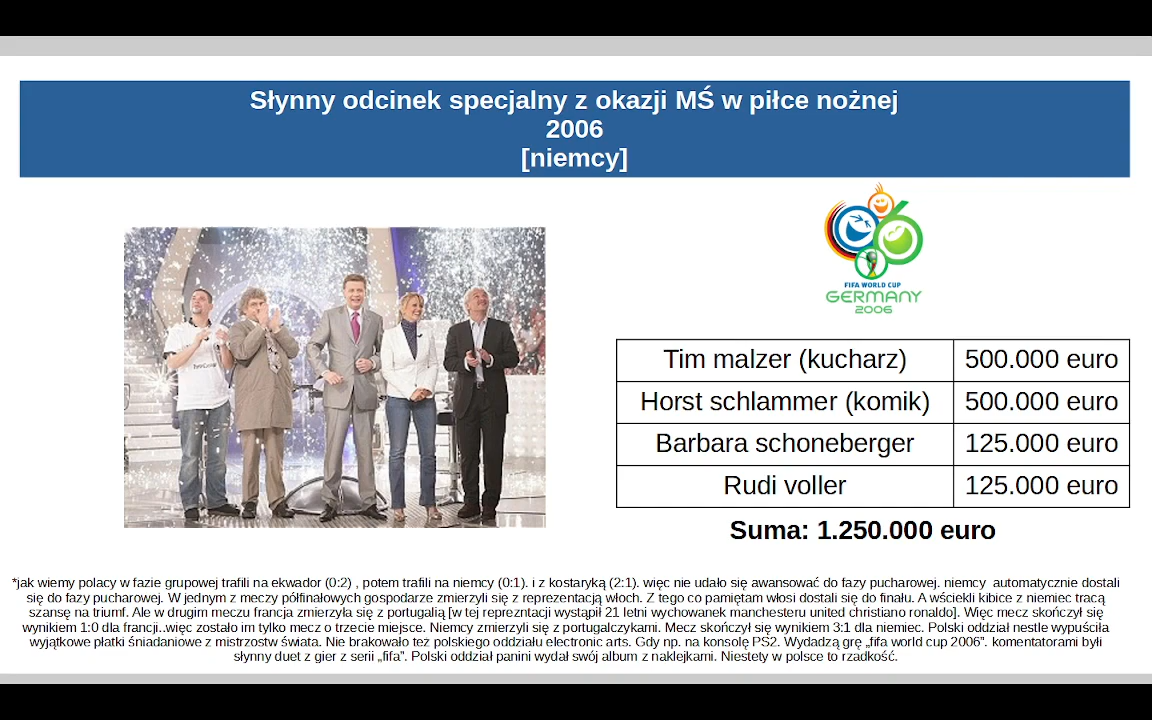 Słynny odcinek specjalny z okazji MŚ w piłce nożnej
2006
[niemcy]
FIFA WORLD CUP
GERMANY
2006
Tim malzer (kucharz) 500.000 euro
Horst schlammer (komik) 500.000 euro
Barbara schoneberger 125.000 euro
Rudi voller 125.000 euro
Suma: 1.250.000 euro
*jak wiemy polacy w fazie grupowej trafili na ekwador (0:2) , potem trafili na niemcy (0:1). i z kostaryką (2:1). więc nie udało się awansować do fazy pucharowej. niemcy automatycznie dostali
się do fazy pucharowej. W jednym z meczy półfinałowych gospodarze zmierzyli się z reprezentacją włoch. Z tego co pamiętam włosi dostali się do finału. A wściekli kibice z niemiec tracą
szansę na triumf. Ale w drugim meczu francja zmierzyła się z portugalią [w tej reprezntacji wystąpił 21 letni wychowanek manchesteru united christiano ronaldo]. Więc mecz skończył się
wynikiem 1:0 dla francji..więc zostało im tylko mecz o trzecie miejsce. Niemcy zmierzyli się z portugalczykami. Mecz skończył się wynikiem 3:1 dla niemiec. Polski oddział nestle wypuściła
wyjątkowe płatki śniadaniowe z mistrzostw świata. Nie brakowało też polskiego oddziału electronic arts. Gdy np. na konsolę PS2. Wydadzą grę „fifa world cup 2006”. komentatorami byli
słynny duet z gier z serii „fifa”. Polski oddział panini wydał swój album z naklejkami. Niestety w polsce to rzadkość.